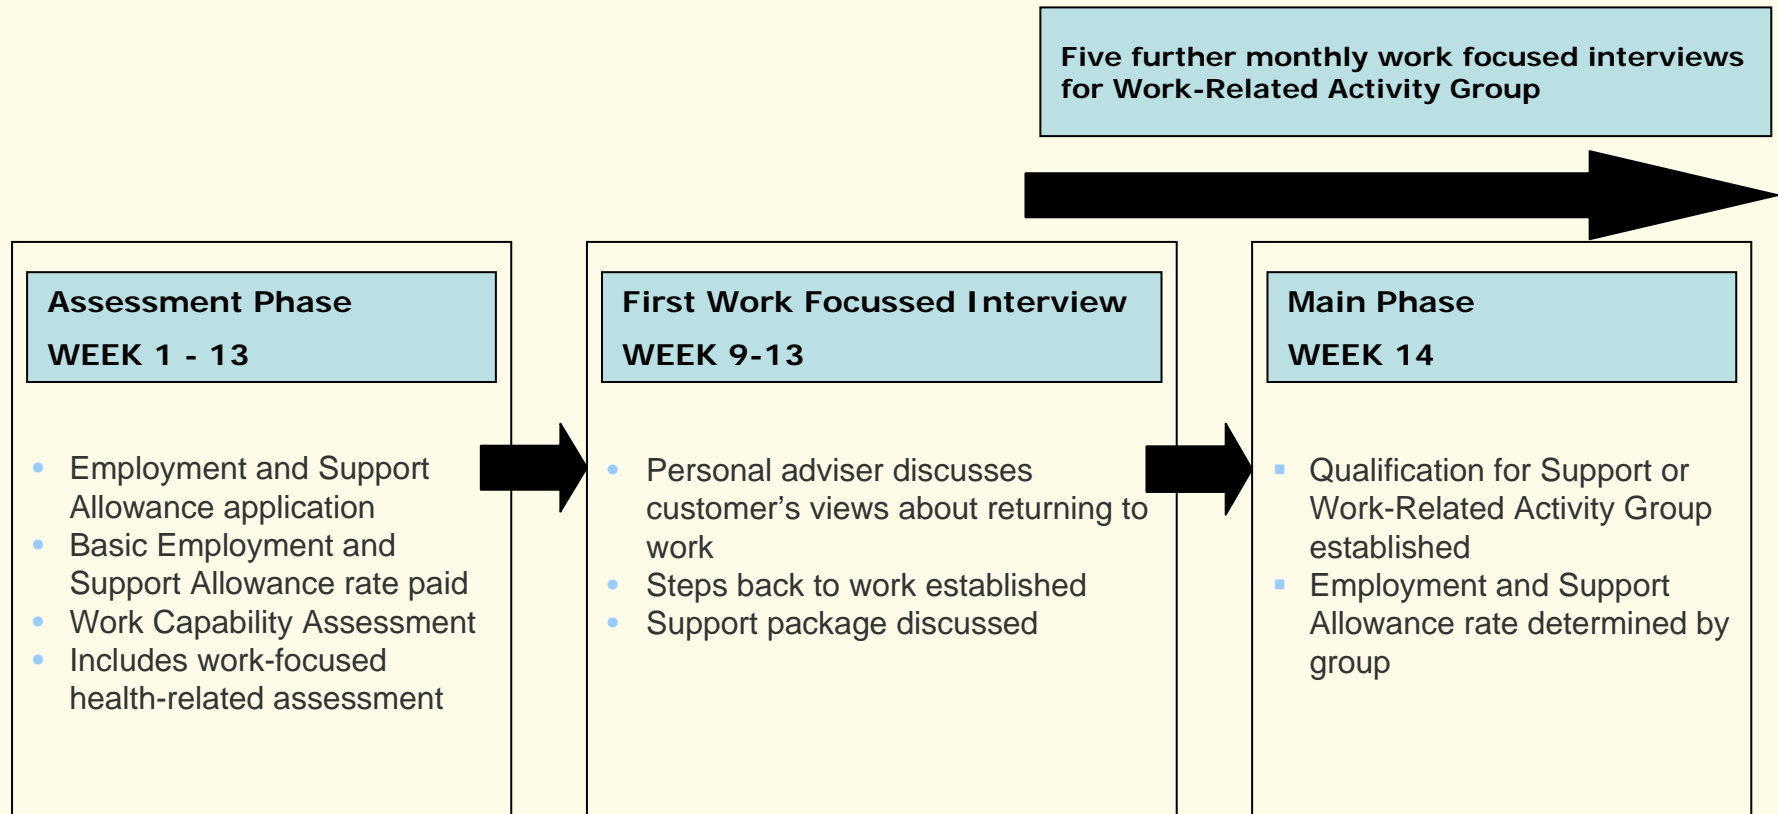 Five further monthly work focused interviews
for Work-Related Activity Group
Assessment Phase
WEEK 1 - 13
• Employment and Support
Allowance application
• Basic Employment and
Support Allowance rate paid
• Work Capability Assessment
• Includes work-focused
health-related assessment
First Work Focussed Interview
WEEK 9-13
• Personal adviser discusses
customer’s views about returning to
work
• Steps back to work established
• Support package discussed
Main Phase
WEEK 14
▪ Qualification for Support or
Work-Related Activity Group
established
▪ Employment and Support
Allowance rate determined by
group